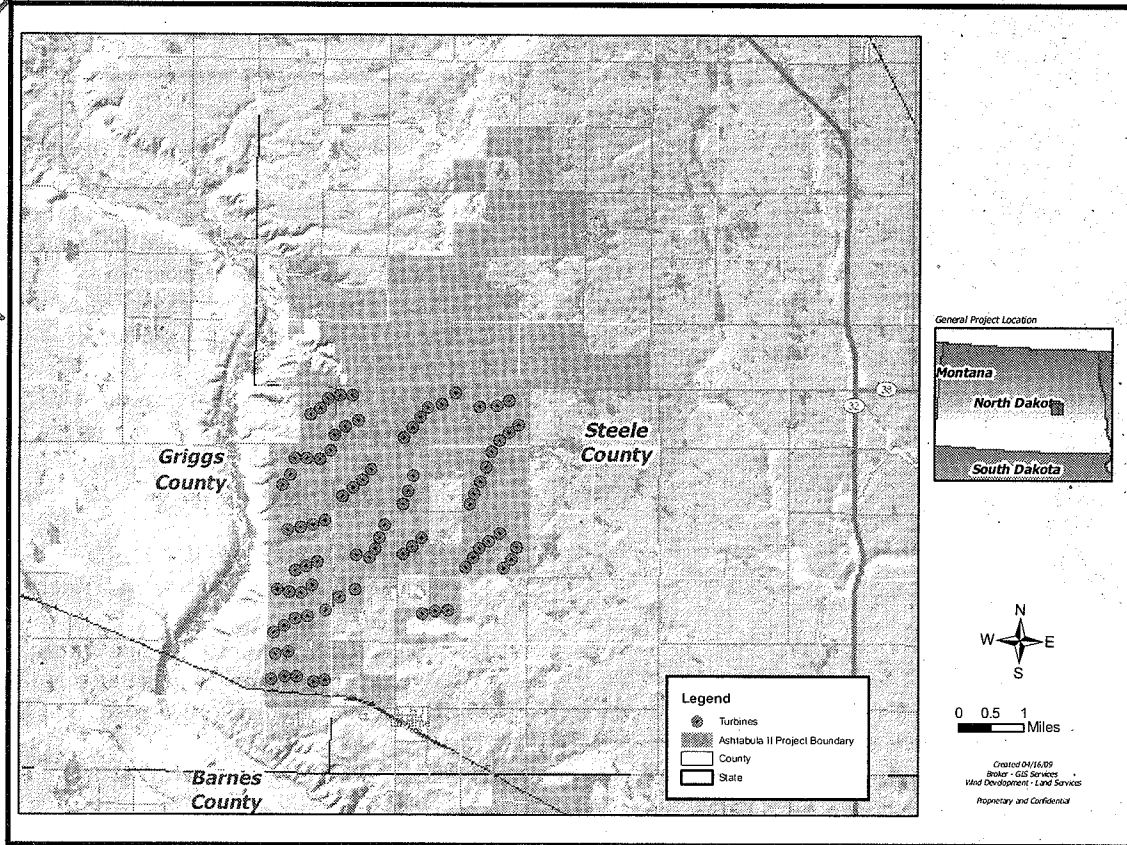 General Project Location
Montana
North Dakota
South Dakota
38
32
Steele
County
Griggs
County
Barnes
County
Legend
Turbines
Ashtabula II Project Boundary
County
State
N
W
E
S
0 0.5 1
Miles
Created 04/16/09
Broker - GIS Services
Wind Development - Land Services
Proprietary and Confidential